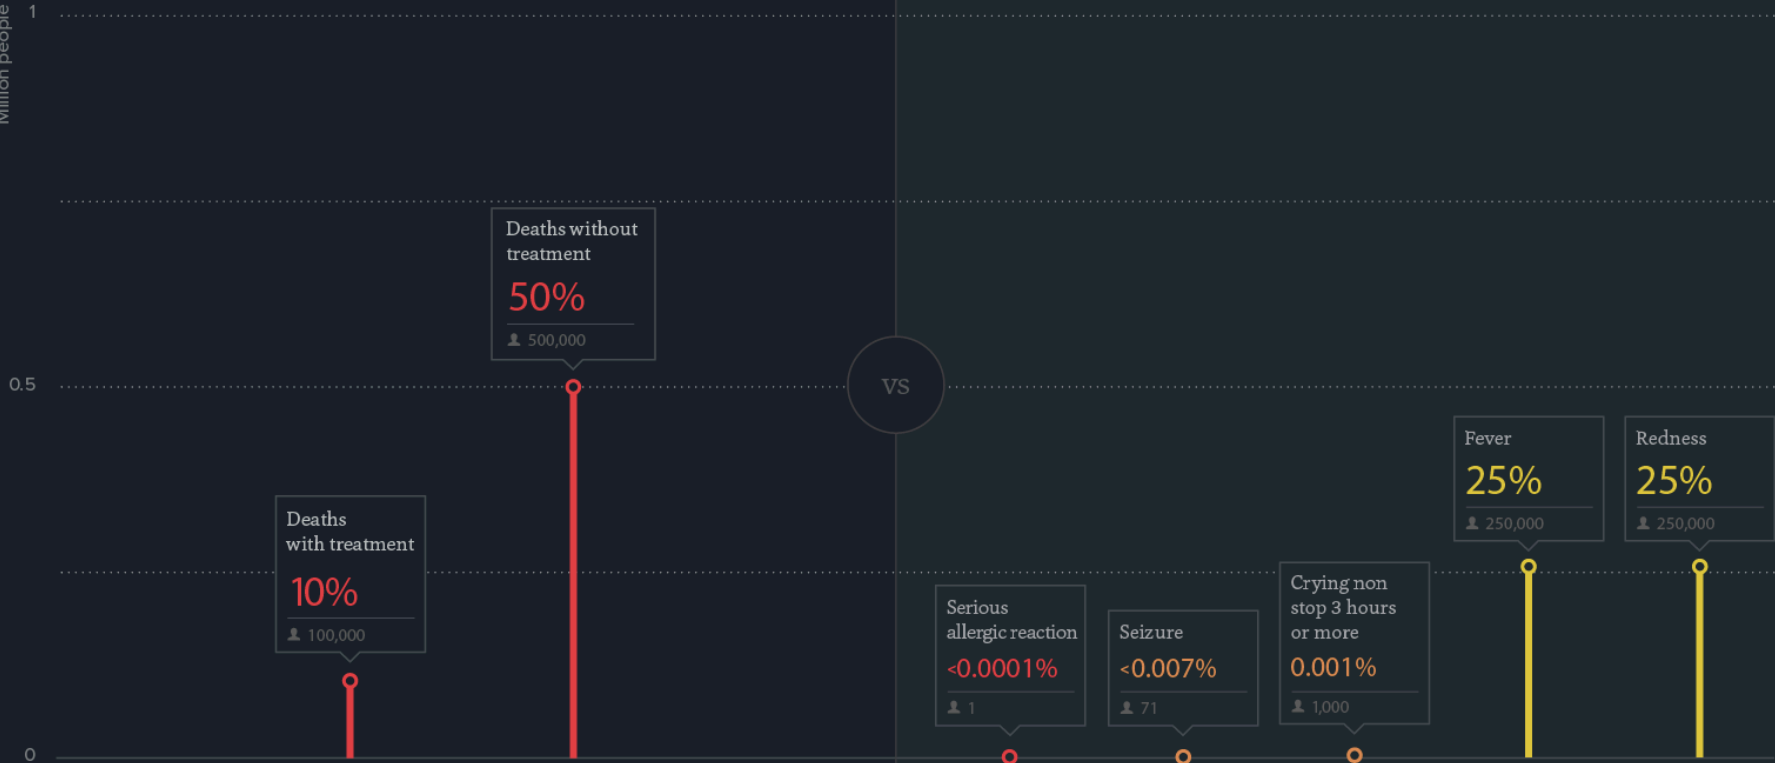 1
Million people
Deaths without
treatment
50%
500,000
0.5
VS
Deaths
with treatment
10%
100,000
Serious
allergic reaction
<0.0001%
1
Seizure
<0.007%
71
Crying non
stop 3 hours
or more
0.001%
1,000
Fever
25%
250,000
Redness
25%
250,000
0